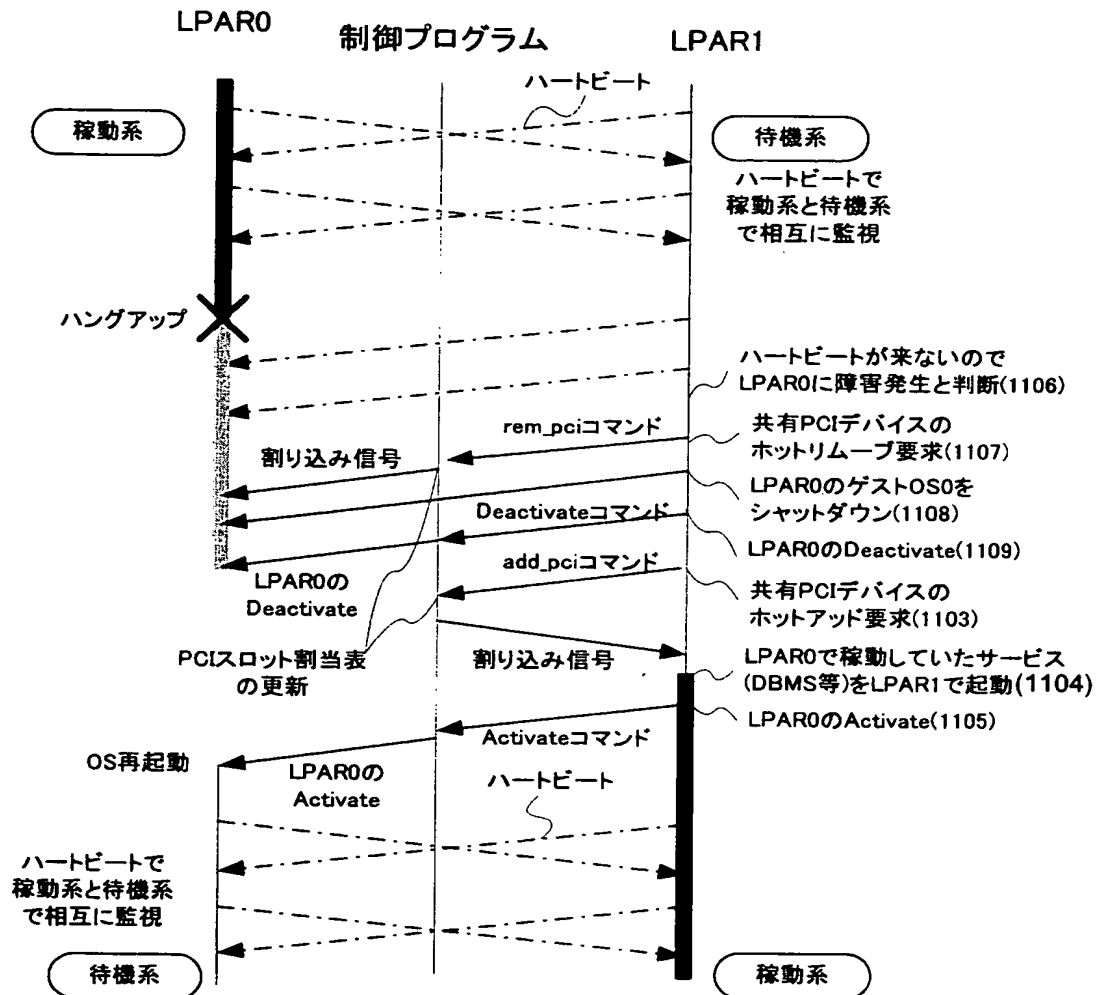 LPAR0
制御プログラム
LPAR1
ハートビート
稼動系
待機系
ハートビートで
稼動系と待機系
で相互に監視
ハングアップ
ハートビートが来ないので
LPAR0に障害発生と判断(1106)
rem_pciコマンド
共有PCIデバイスの
ホットリムーブ要求(1107)
割り込み信号
LPAR0のゲストOS0を
シャットダウン(1108)
Deactivateコマンド
LPAR0のDeactivate(1109)
add_pciコマンド
LPAR0の
Deactivate
共有PCIデバイスの
ホットアッド要求(1103)
PCIスロット割当表
の更新
割り込み信号
LPAR0で稼動していたサービス
(DBMS等)をLPAR1で起動(1104)
LPAR0のActivate(1105)
Activateコマンド
OS再起動
LPAR0の
Activate
ハートビート
ハートビートで
稼動系と待機系
で相互に監視
待機系
稼動系